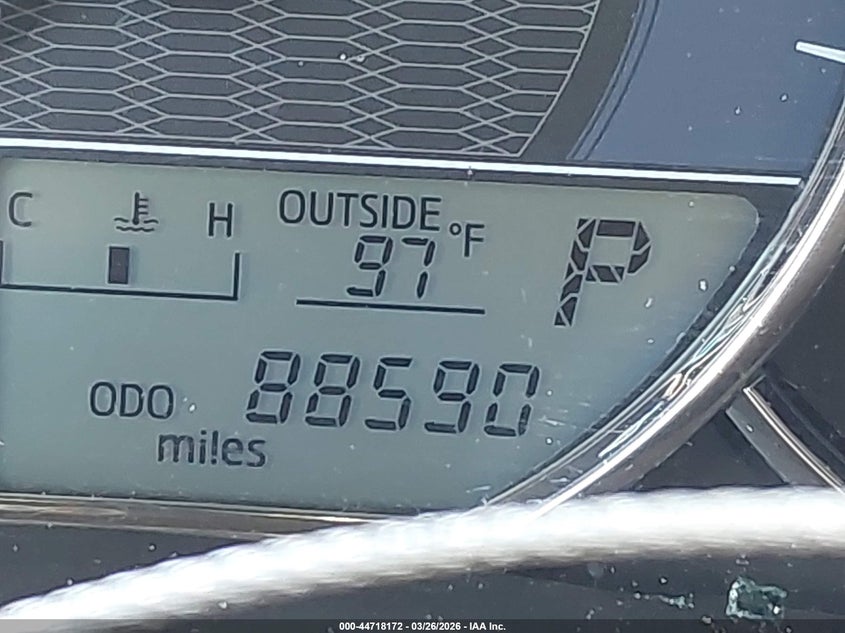 C H OUTSIDE °F P
97
ODO 88590
miles
000-44718172 - 03/26/2026 - IAA Inc.